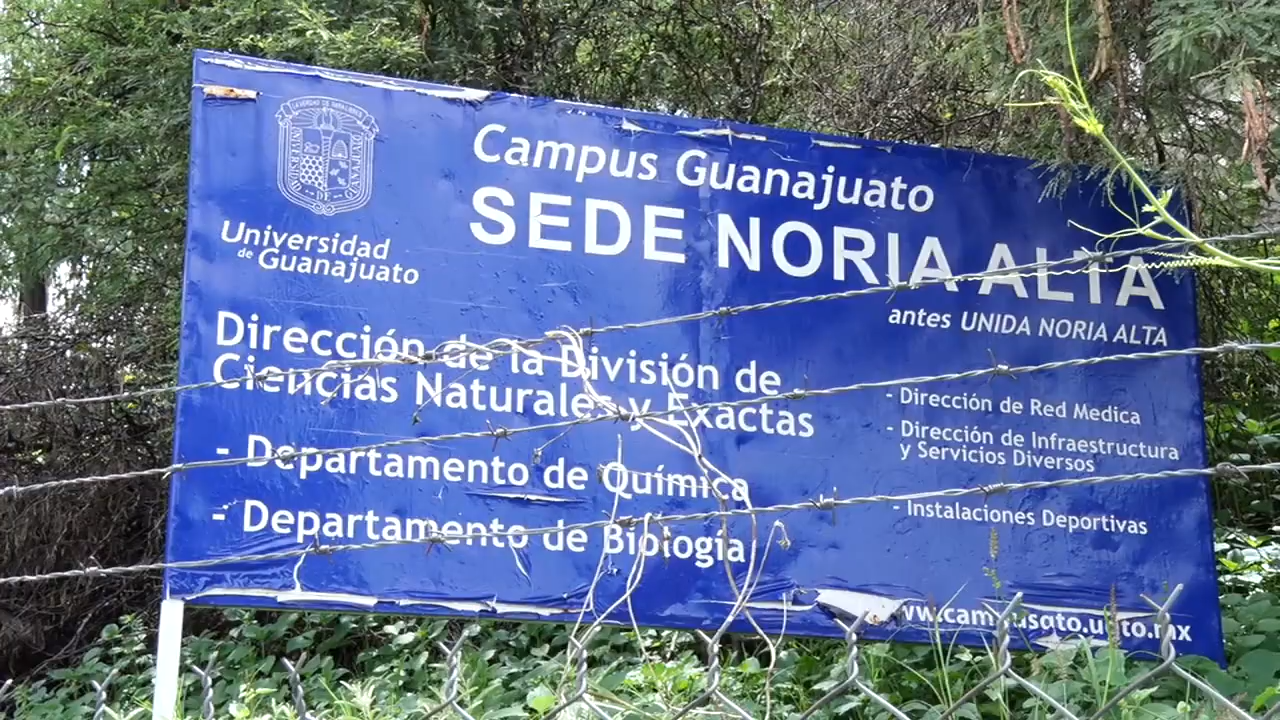 Universidad
de Guanajuato
Campus Guanajuato
SEDE NORIA ALTA
antes UNIDA NORIA ALTA
Dirección de la División de
Ciencias Naturales y Exactas
- Departamento de Química
- Departamento de Biología
- Dirección de Red Medica
- Dirección de Infraestructura
y Servicios Diversos
- Instalaciones Deportivas